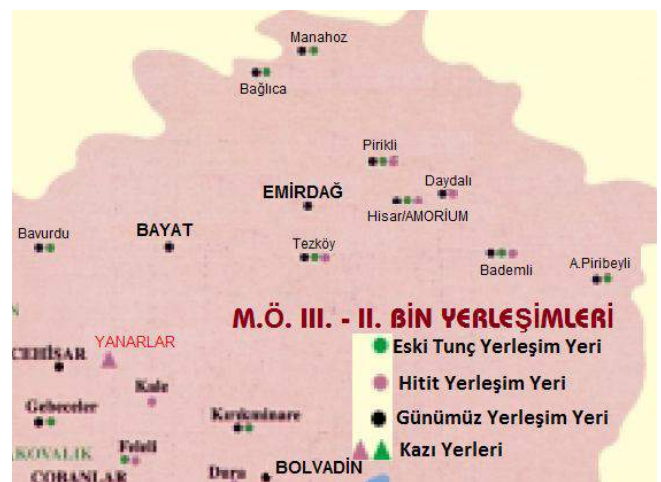 Manahoz
Bağlıca
Pirikli
Daydalı
EMİRDAĞ
Hisar/AMORİUM
Bavurdu
BAYAT
Tezköy
Bademli
A.Piribeyli
M.Ö. III. - II. BİN YERLEŞİMLERİ
YANARLAR
Eski Tunç Yerleşim Yeri
CEHİSAR
Hitit Yerleşim Yeri
Kale
Gebeceler
Kırıkminare
Günümüz Yerleşim Yeri
KOVALIK
Kazı Yerleri
Dura
BOLVADİN
ÇOBANLAR